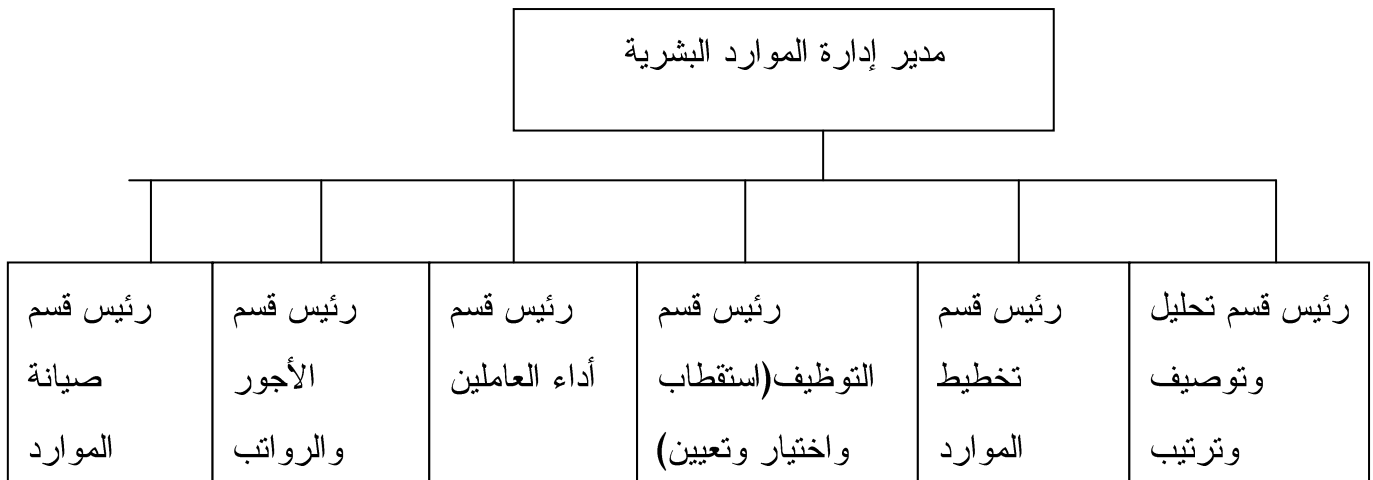 مدير إدارة الموارد البشرية
رئيس قسم تحليل
وتوصيف
وترتيب
رئيس قسم
تخطيط
الموارد
رئيس قسم
التوظيف(استقطاب
واختيار وتعيين)
رئيس قسم
أداء العاملين
رئيس قسم
الأجور
والرواتب
رئيس قسم
صيانة
الموارد